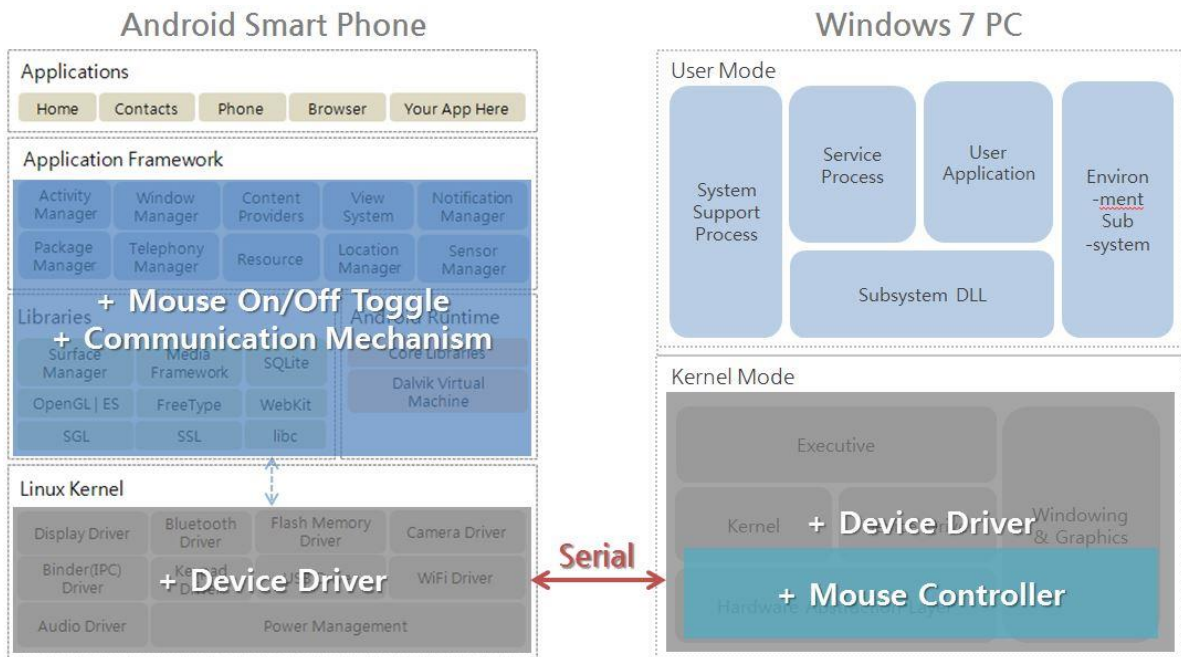 Android Smart Phone
Windows 7 PC
Applications
Home
Contacts
Phone
Browser
Your App Here
Application Framework
Activity
Manager
Window
Manager
Content
Providers
View
System
Notification
Manager
Package
Manager
Telephony
Manager
Resource
Location
Manager
Sensor
Manager
+ Mouse On/Off Toggle
+ Communication Mechanism
Libraries
Surface
Manager
Media
Framework
SQLite
OpenGL | ES
FreeType
WebKit
SGL
SSL
libc
Android Runtime
Core Libraries
Dalvik Virtual
Machine
Linux Kernel
Display Driver
Bluetooth
Driver
Flash Memory
Driver
Camera Driver
Binder(IPC)
Driver
WiFi Driver
+ Device Driver
Audio Driver
Power Management
Serial
User Mode
System
Support
Process
Service
Process
User
Application
Environ
-ment
Sub
-system
Subsystem DLL
Kernel Mode
Executive
Kernel
Windowing
& Graphics
+ Device Driver
+ Mouse Controller